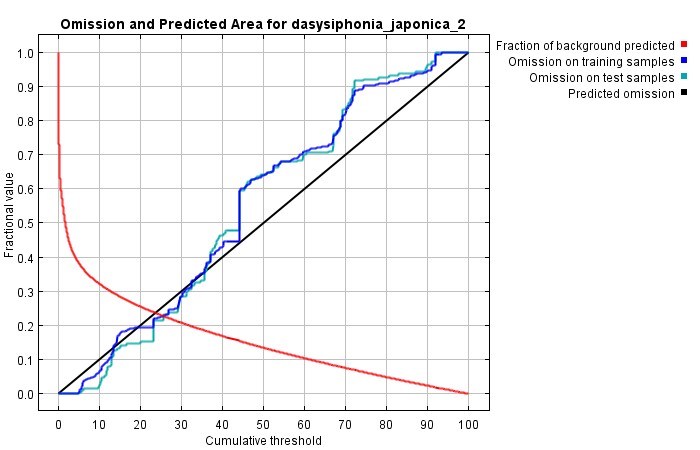 Omission and Predicted Area for dasysiphonia_japonica_2
Fraction of background predicted
Omission on training samples
Omission on test samples
Predicted omission
Fractional value
1.0
0.9
0.8
0.7
0.6
0.5
0.4
0.3
0.2
0.1
0.0
0 10 20 30 40 50 60 70 80 90 100
Cumulative threshold